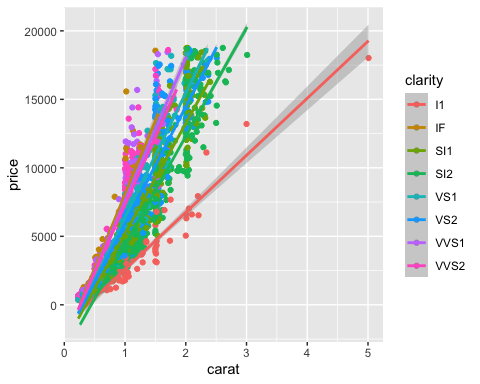 20000
15000
10000
5000
0
price
0
1
2
3
4
5
carat
clarity
I1
IF
SI1
SI2
VS1
VS2
VVS1
VVS2